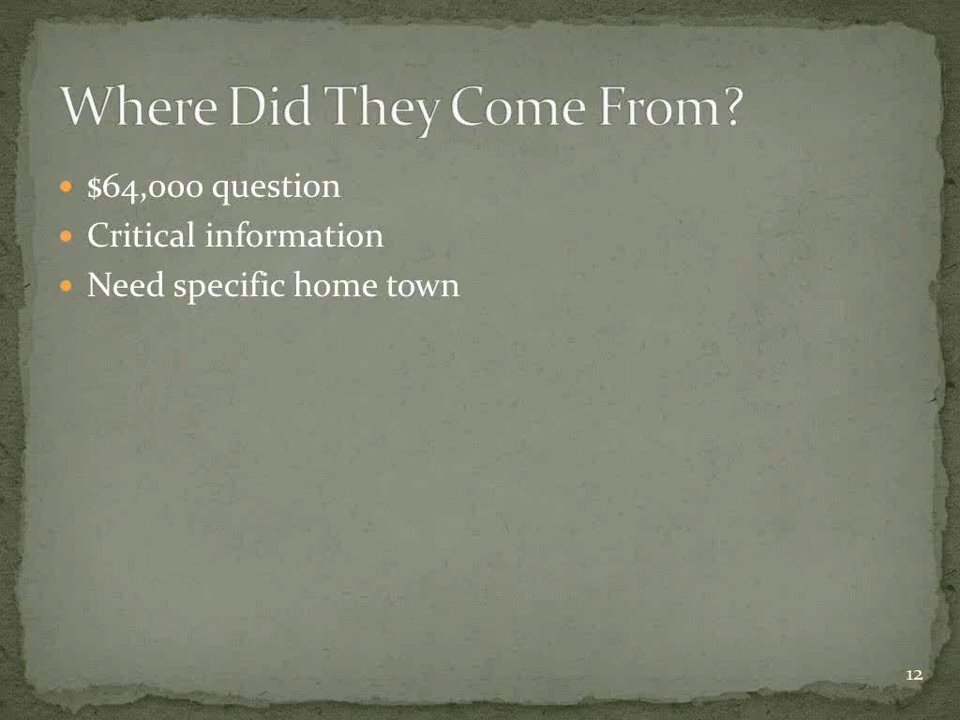 Where Did They Come From?
$64,000 question
Critical information
Need specific home town
12